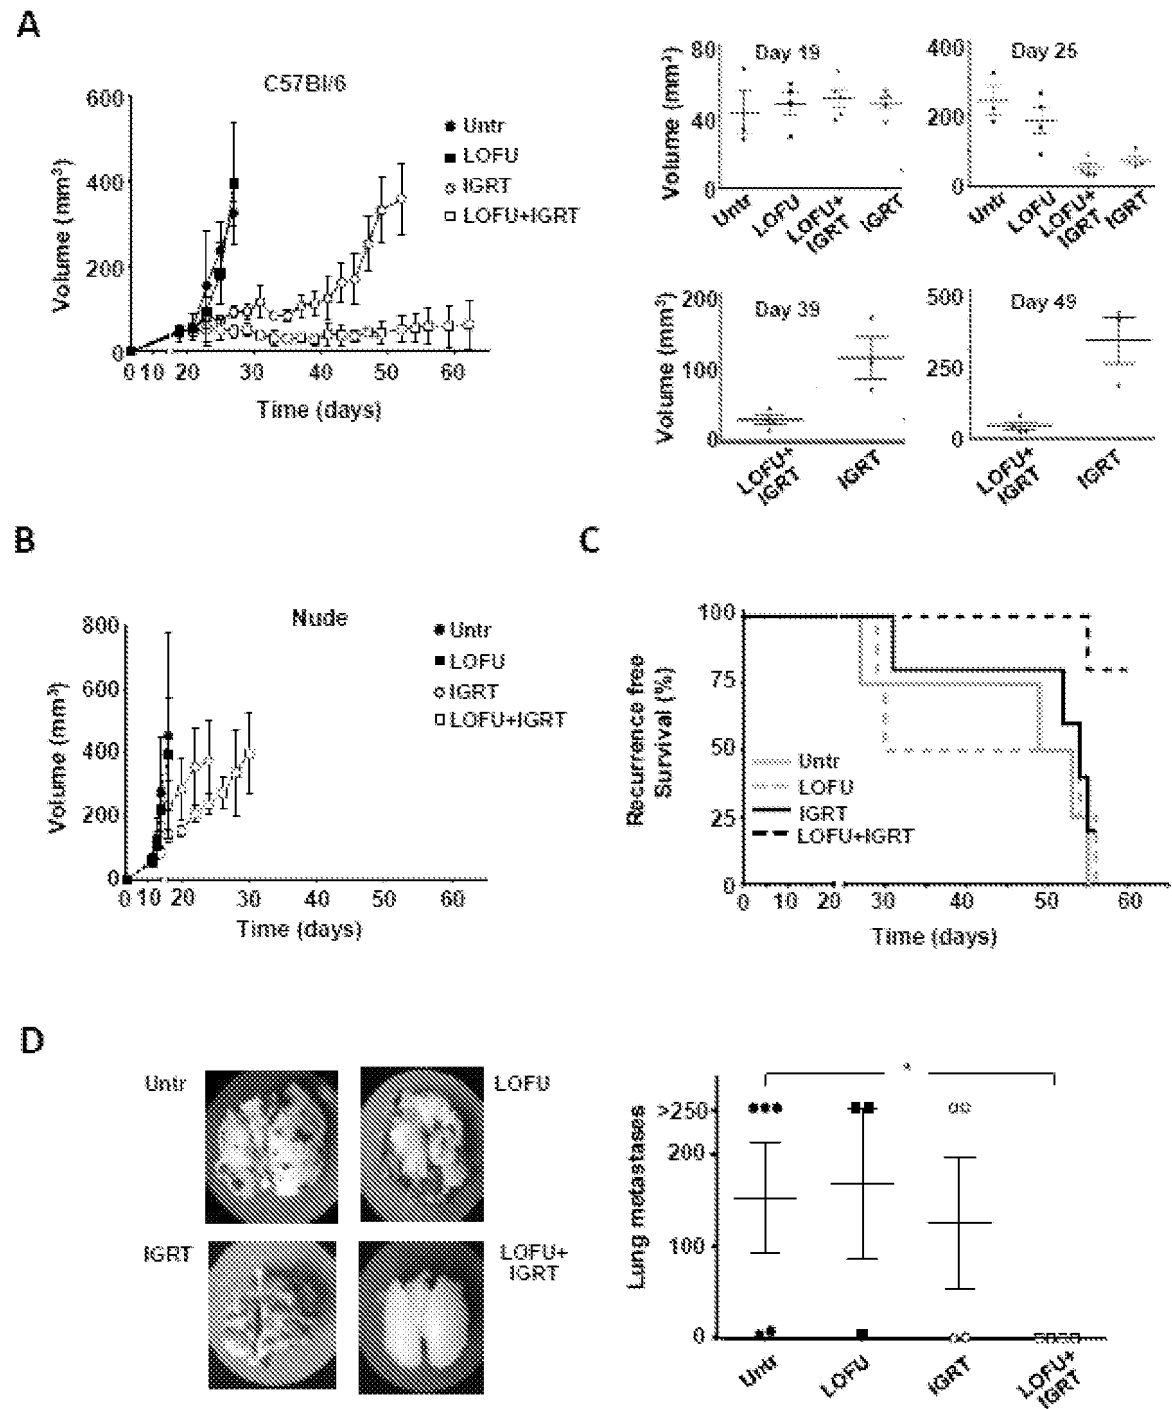 A
C57Bl/6
Volume (mm³)
600
400
200
0
0 10 20 30 40 50 60
Time (days)
Untr
LOFU
IGRT
LOFU+IGRT
Volume (mm³)
80
40
0
Day 19
Untr
LOFU
LOFU+
IGRT
IGRT
400
200
0
Day 25
Untr
LOFU
LOFU+
IGRT
IGRT
Volume (mm³)
200
100
0
Day 39
LOFU+
IGRT
IGRT
500
250
0
Day 49
LOFU+
IGRT
IGRT
B
Nude
Volume (mm³)
800
600
400
200
0
0 10 20 30 40 50 60
Time (days)
Untr
LOFU
IGRT
LOFU+IGRT
C
Recurrence free
Survival (%)
100
75
50
25
0
Untr
LOFU
IGRT
LOFU+IGRT
0 10 20 30 40 50 60
Time (days)
D
Untr
LOFU
IGRT
LOFU+
IGRT
Lung metastases
>250
200
100
0
*
Untr
LOFU
IGRT
LOFU+
IGRT